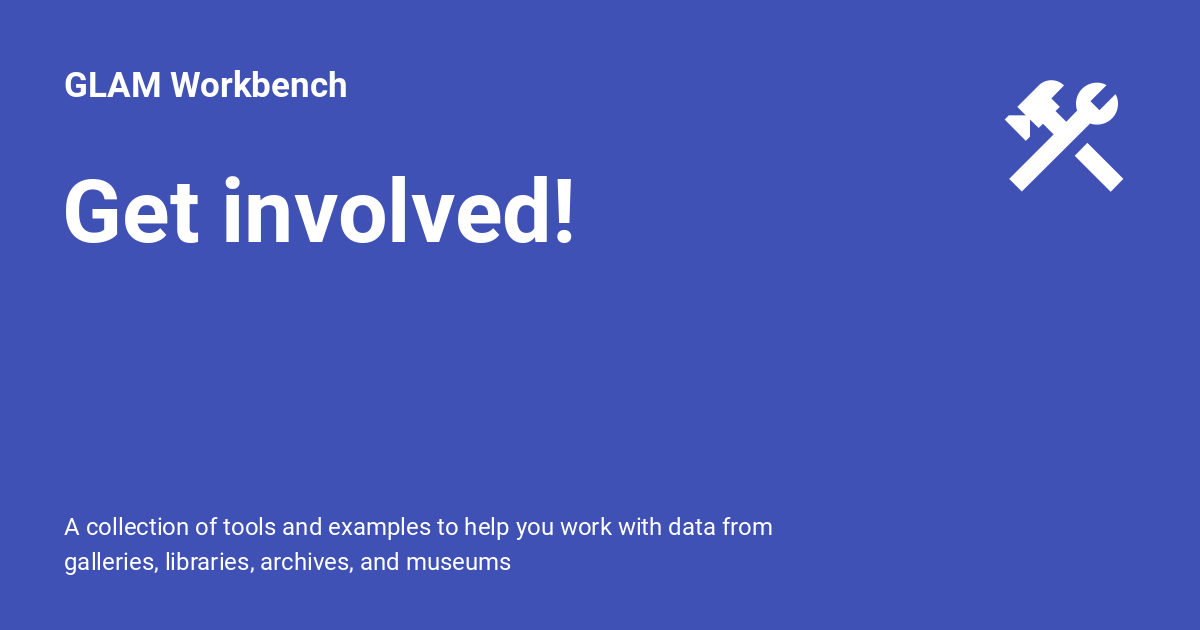 GLAM Workbench
Get involved!
A collection of tools and examples to help you work with data from
galleries, libraries, archives, and museums